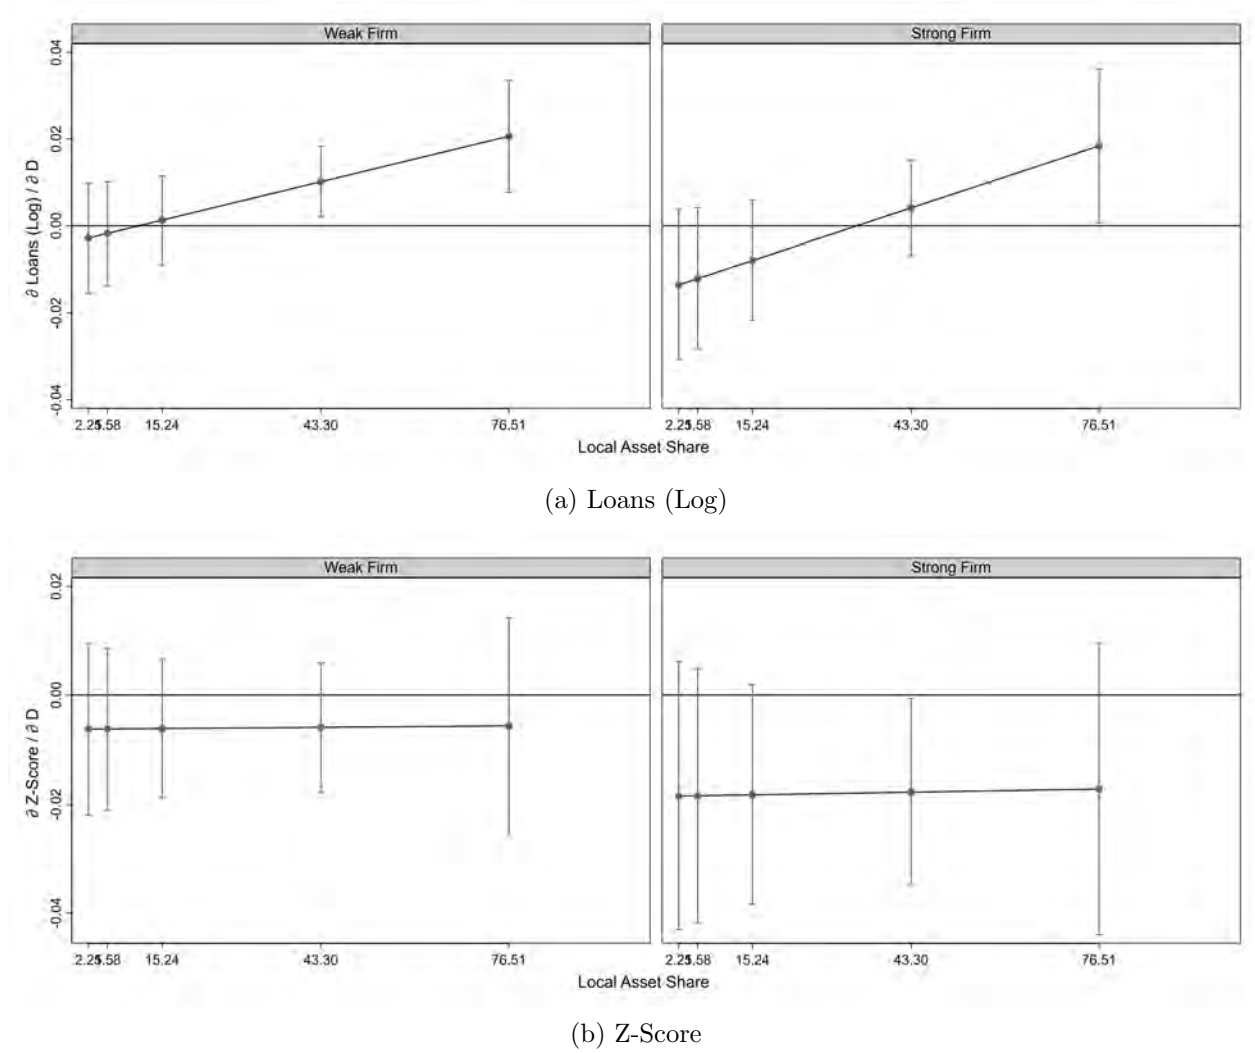 Weak Firm
Strong Firm
∂ Loans (Log) / ∂ D
0.04
0.02
0.00
-0.02
-0.04
2.25 5.58 15.24 43.30 76.51
2.25 5.58 15.24 43.30 76.51
Local Asset Share
(a) Loans (Log)
Weak Firm
Strong Firm
∂ Z-Score / ∂ D
0.02
0.00
-0.02
-0.04
2.25 5.58 15.24 43.30 76.51
2.25 5.58 15.24 43.30 76.51
Local Asset Share
(b) Z-Score